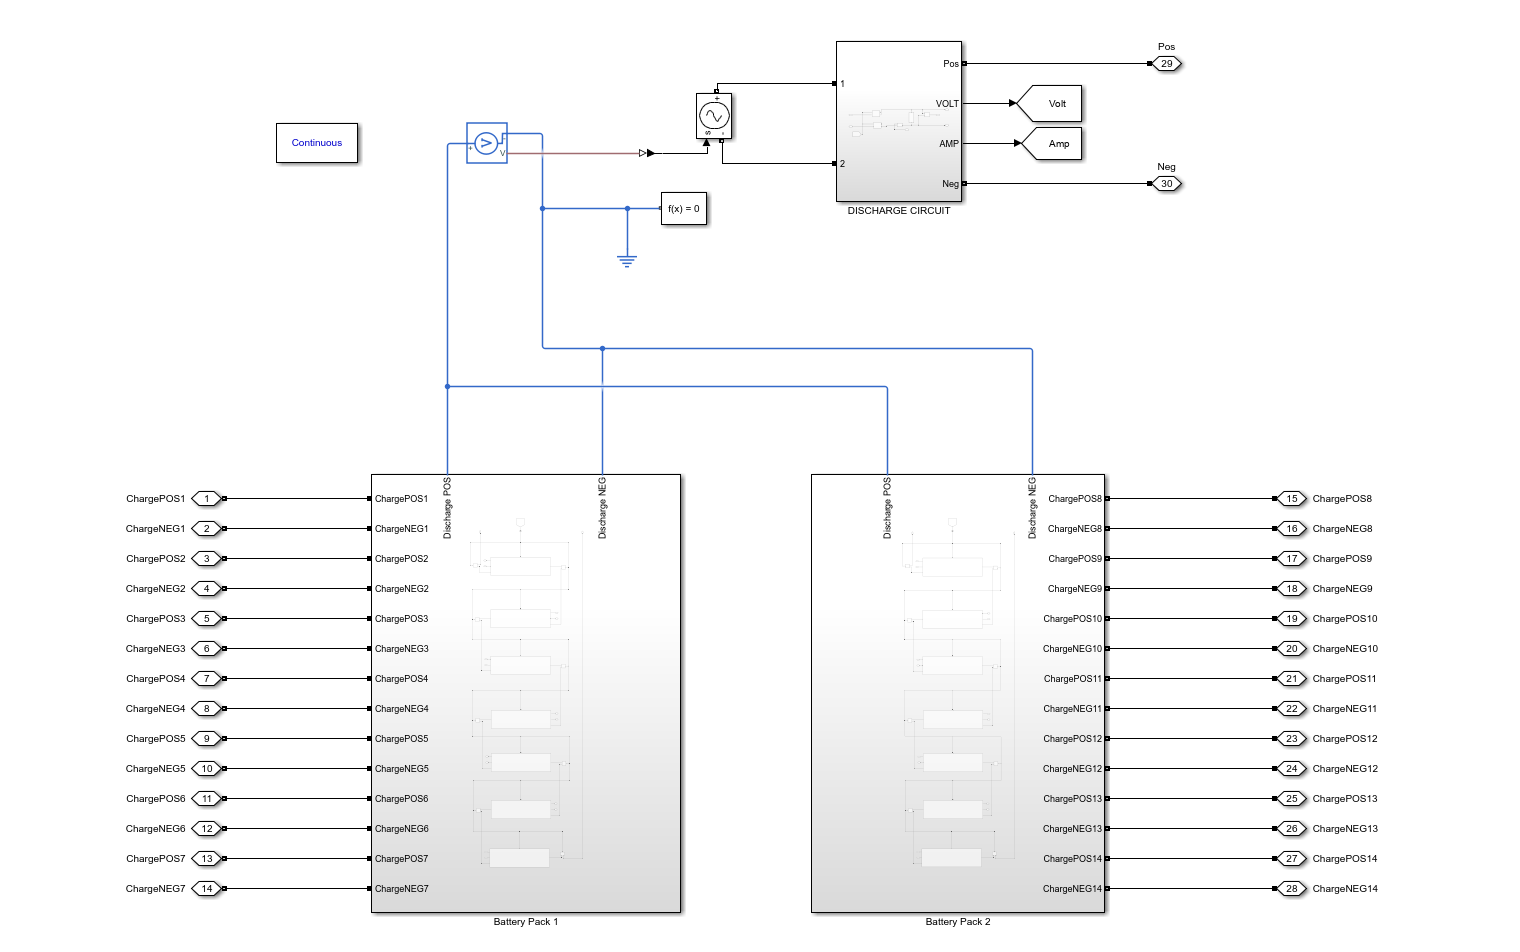 Pos
29
Pos
1
VOLT
Volt
Continuous
+
-
V
V
+
s
-
AMP
Amp
2
Neg
Neg
30
DISCHARGE CIRCUIT
f(x) = 0
Discharge POS
Discharge NEG
Discharge POS
Discharge NEG
ChargePOS1 1 ChargePOS1
ChargeNEG1 2 ChargeNEG1
ChargePOS2 3 ChargePOS2
ChargeNEG2 4 ChargeNEG2
ChargePOS3 5 ChargePOS3
ChargeNEG3 6 ChargeNEG3
ChargePOS4 7 ChargePOS4
ChargeNEG4 8 ChargeNEG4
ChargePOS5 9 ChargePOS5
ChargeNEG5 10 ChargeNEG5
ChargePOS6 11 ChargePOS6
ChargeNEG6 12 ChargeNEG6
ChargePOS7 13 ChargePOS7
ChargeNEG7 14 ChargeNEG7
Battery Pack 1
ChargePOS8 15 ChargePOS8
ChargeNEG8 16 ChargeNEG8
ChargePOS9 17 ChargePOS9
ChargeNEG9 18 ChargeNEG9
ChargePOS10 19 ChargePOS10
ChargeNEG10 20 ChargeNEG10
ChargePOS11 21 ChargePOS11
ChargeNEG11 22 ChargeNEG11
ChargePOS12 23 ChargePOS12
ChargeNEG12 24 ChargeNEG12
ChargePOS13 25 ChargePOS13
ChargeNEG13 26 ChargeNEG13
ChargePOS14 27 ChargePOS14
ChargeNEG14 28 ChargeNEG14
Battery Pack 2